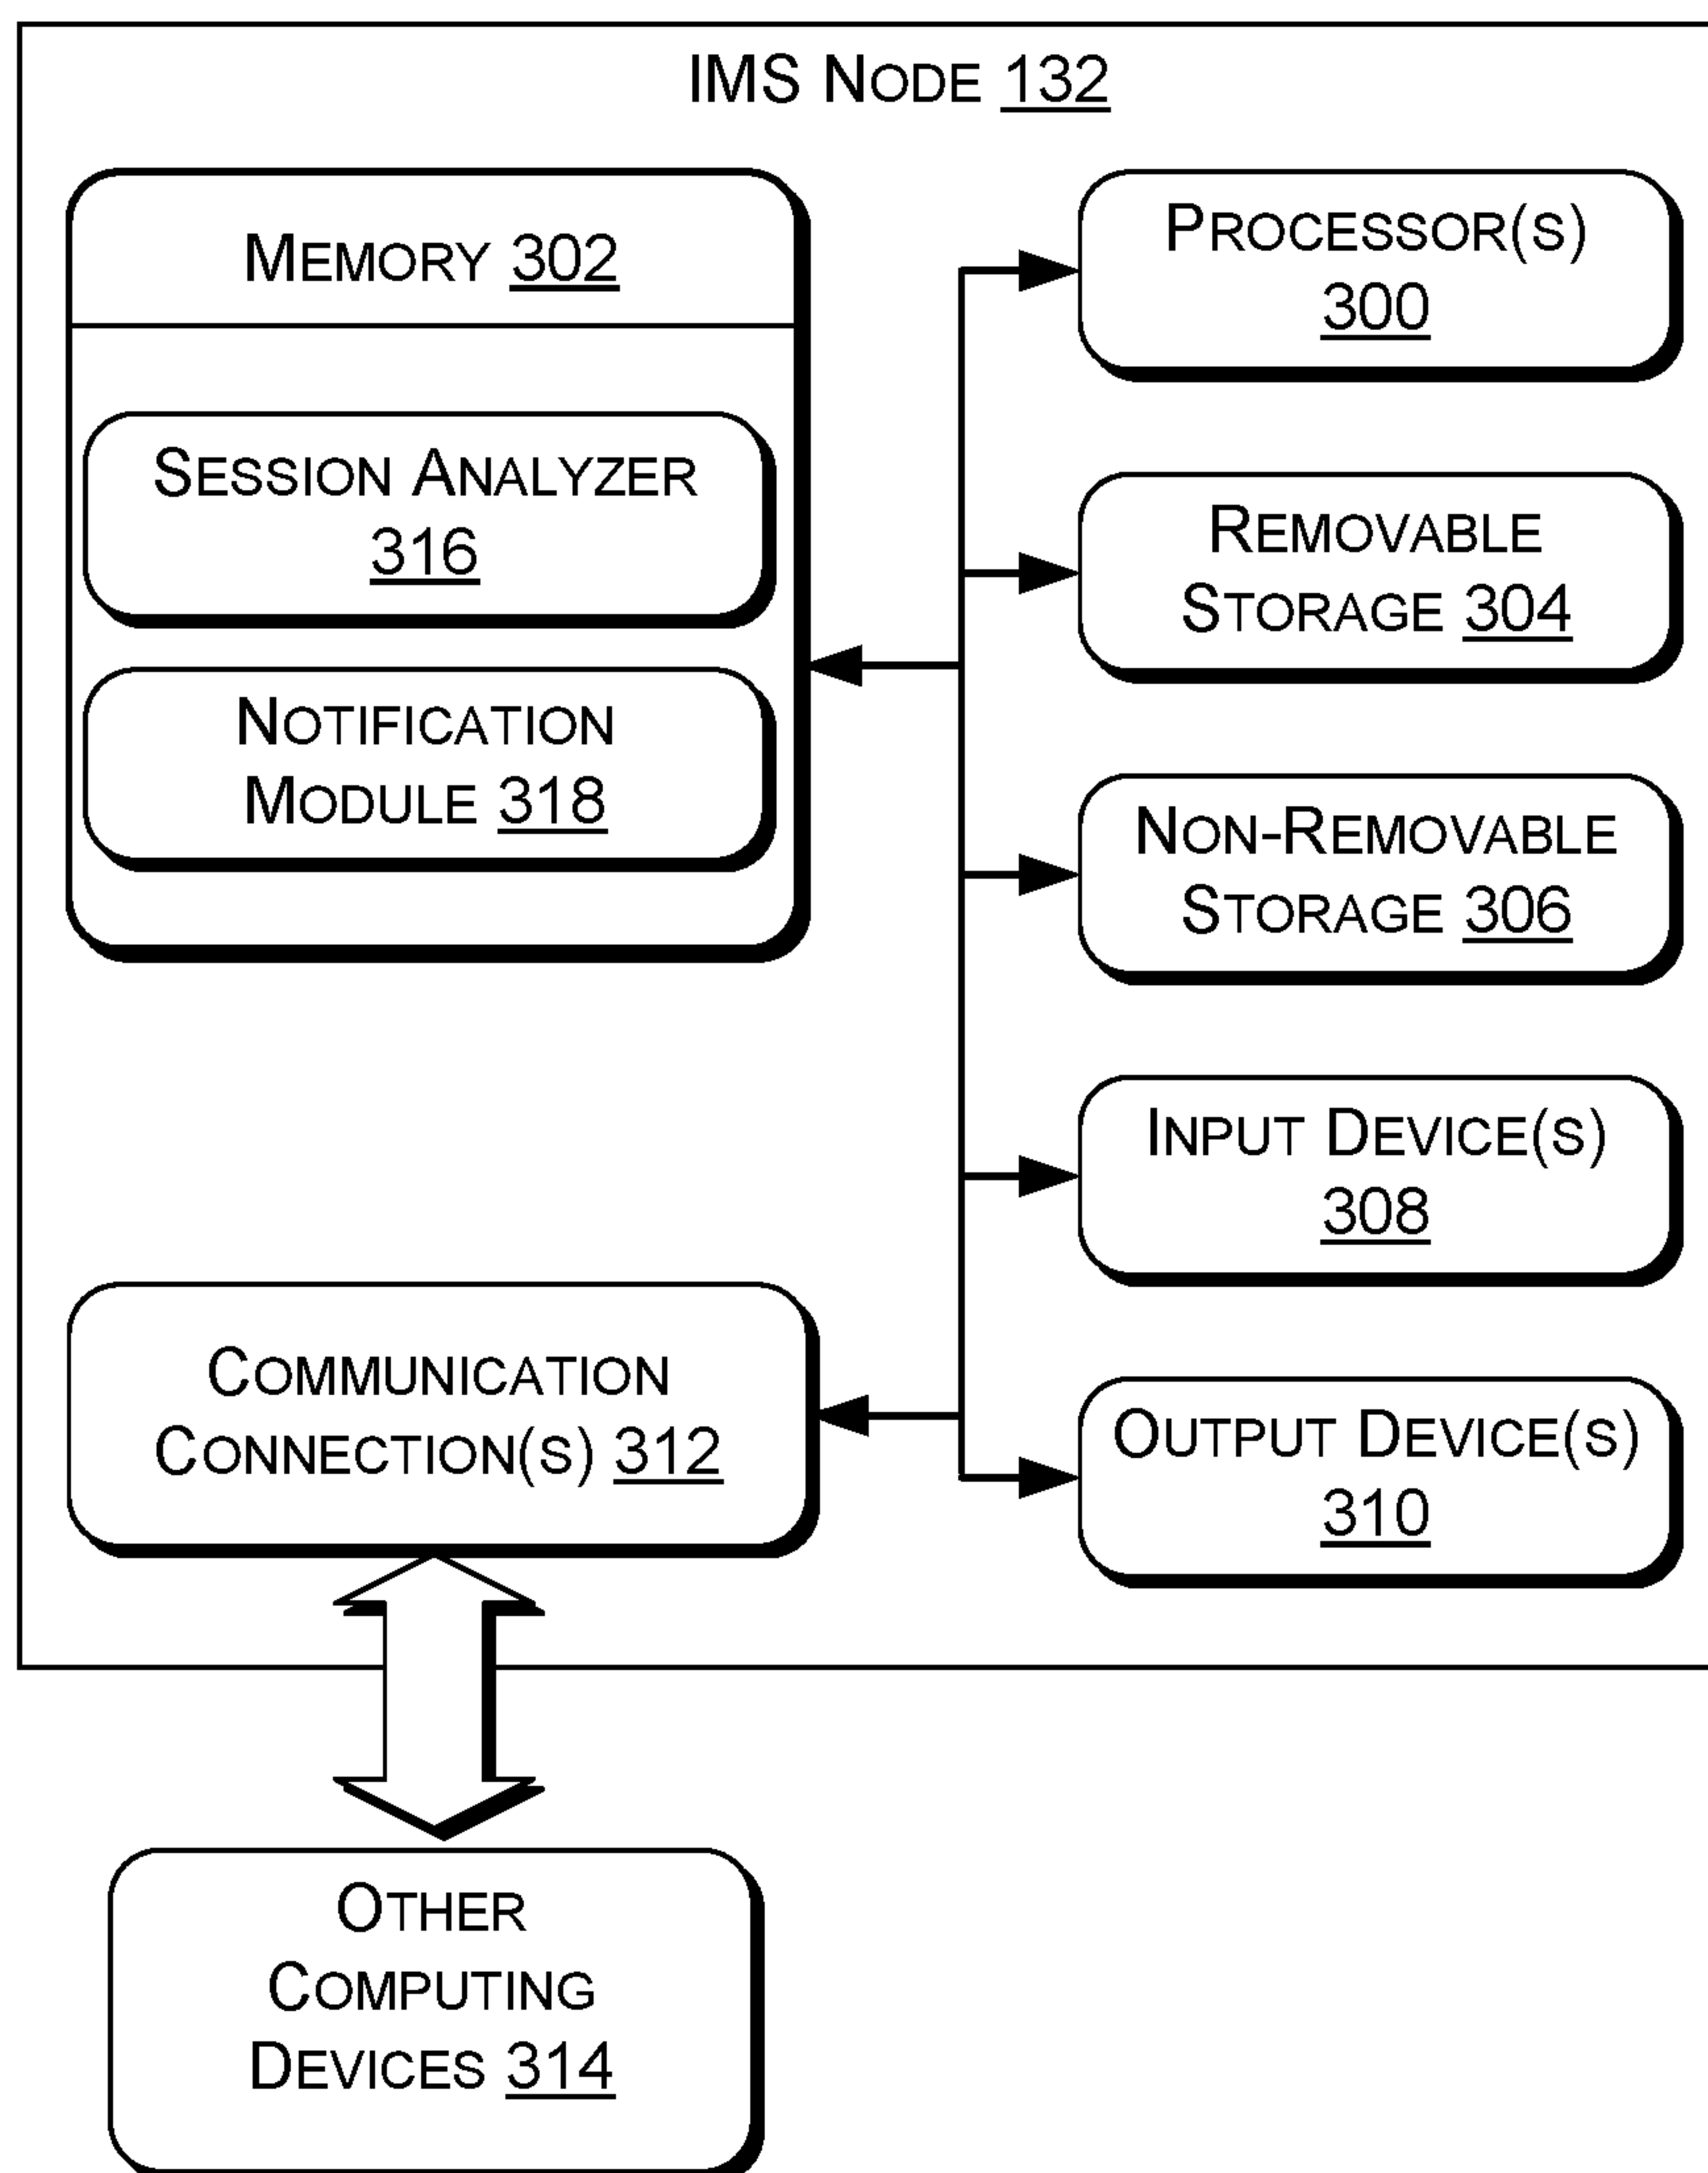 IMS NODE 132
MEMORY 302
SESSION ANALYZER
316
NOTIFICATION
MODULE 318
PROCESSOR(S)
300
REMOVABLE
STORAGE 304
NON-REMOVABLE
STORAGE 306
INPUT DEVICE(S)
308
OUTPUT DEVICE(S)
310
COMMUNICATION
CONNECTION(S) 312
OTHER
COMPUTING
DEVICES 314